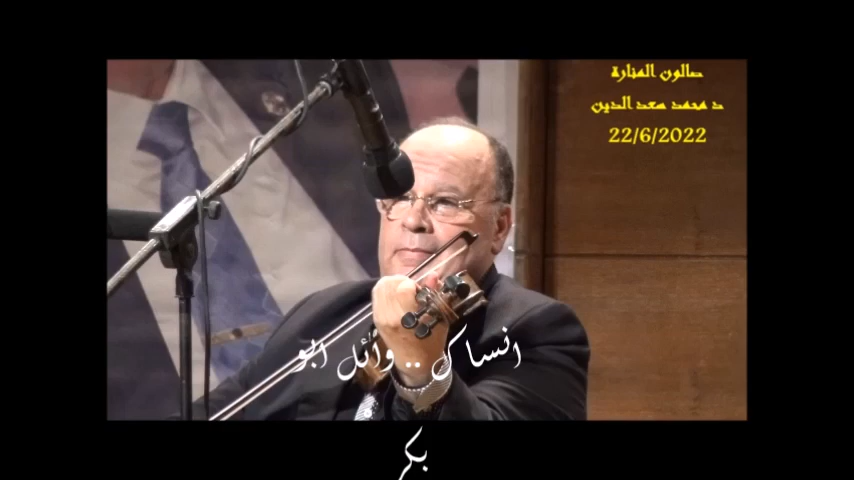 صالون المنارة
د محمد سعد الدين
22/6/2022
انساك .. وائل ابو
بكر